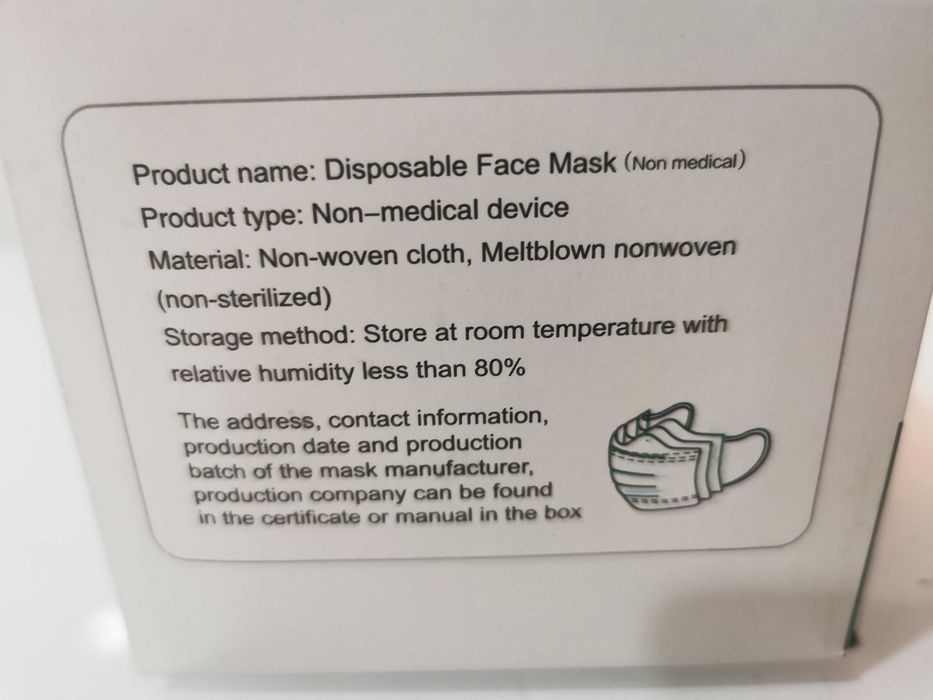 Product name: Disposable Face Mask (Non medical)
Product type: Non–medical device
Material: Non-woven cloth, Meltblown nonwoven
(non-sterilized)
Storage method: Store at room temperature with
relative humidity less than 80%
The address, contact information,
production date and production
batch of the mask manufacturer,
production company can be found
in the certificate or manual in the box